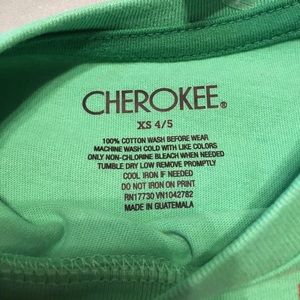 CHEROKEE®
XS 4/5
100% COTTON WASH BEFORE WEAR
MACHINE WASH COLD WITH LIKE COLORS
ONLY NON-CHLORINE BLEACH WHEN NEEDED
TUMBLE DRY LOW REMOVE PROMPTLY
COOL IRON IF NEEDED
DO NOT IRON ON PRINT
RN17730 VN1042782
MADE IN GUATEMALA